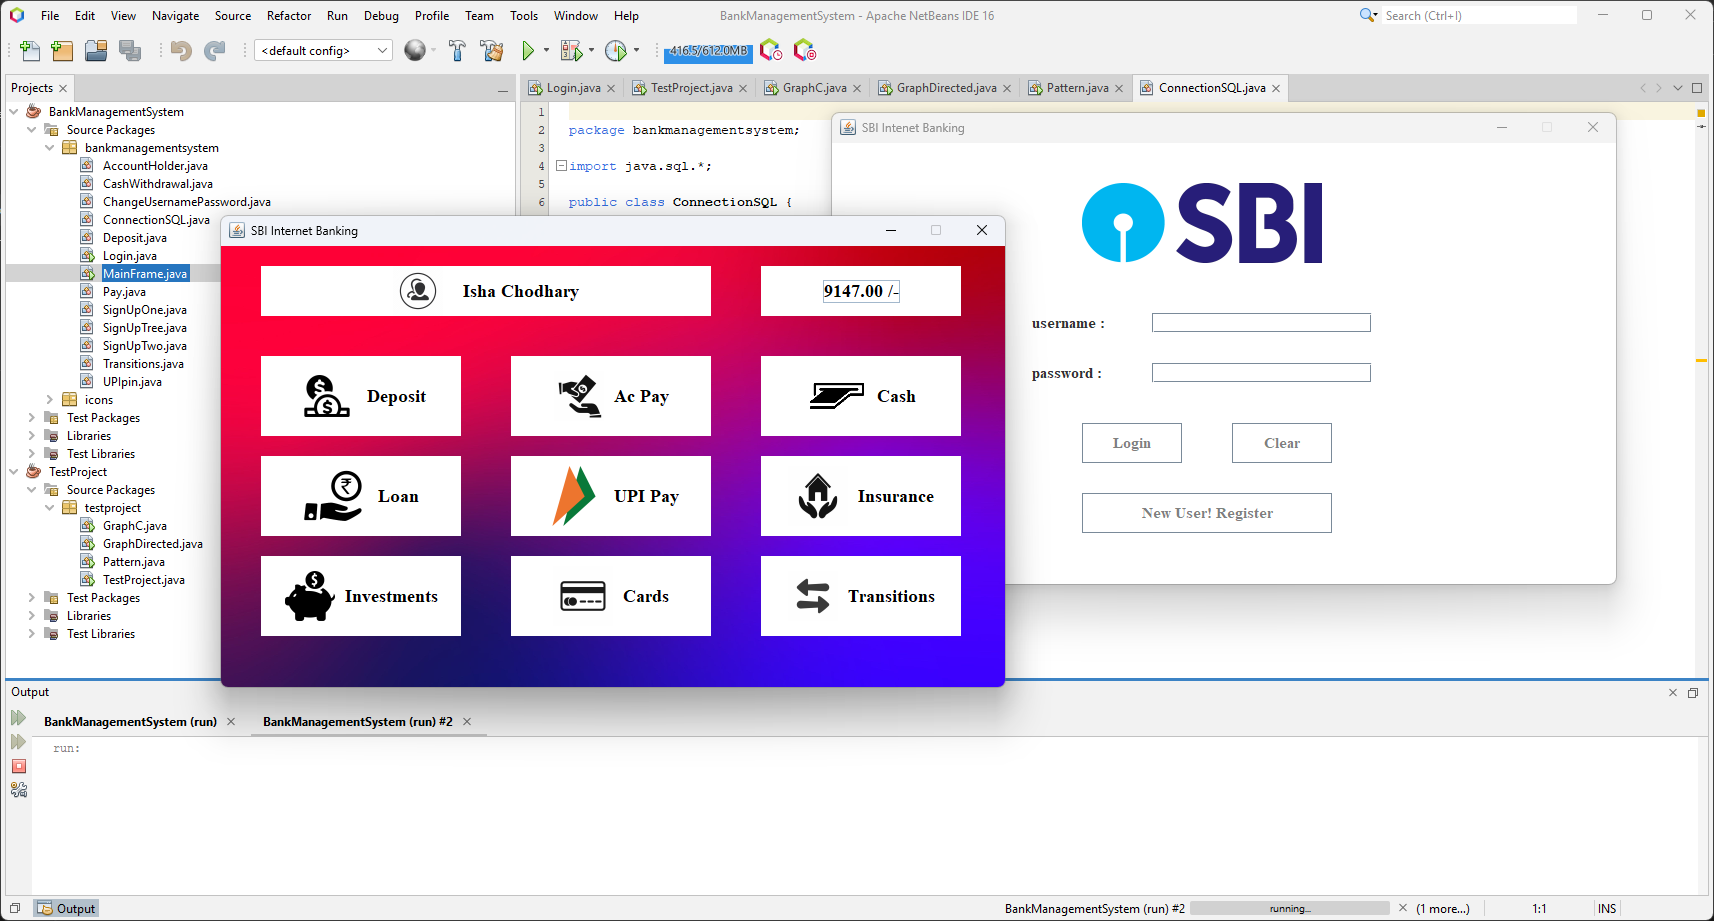 File Edit View Navigate Source Refactor Run Debug Profile Team Tools Window Help
BankManagementSystem - Apache NetBeans IDE 16
Search (Ctrl+I)
<default config>
416.5/612.0MB
Projects
Login.java TestProject.java GraphC.java GraphDirected.java Pattern.java ConnectionSQL.java
BankManagementSystem
Source Packages
bankmanagementsystem
AccountHolder.java
CashWithdrawal.java
ChangeUsernamePassword.java
ConnectionSQL.java
Deposit.java
Login.java
MainFrame.java
Pay.java
SignUpOne.java
SignUpTree.java
SignUpTwo.java
Transitions.java
UPIpin.java
icons
Test Packages
Libraries
Test Libraries
TestProject
Source Packages
testproject
GraphC.java
GraphDirected.java
Pattern.java
TestProject.java
Test Packages
Libraries
Test Libraries
1
2 package bankmanagementsystem;
3
4 import java.sql.*;
5
6 public class ConnectionSQL {
SBI Intenet Banking
SBI
username :
password :
Login Clear
New User! Register
SBI Internet Banking
Isha Chodhary 9147.00 /-
Deposit Ac Pay Cash
Loan UPI Pay Insurance
Investments Cards Transitions
Output
BankManagementSystem (run) BankManagementSystem (run) #2
run:
Output
BankManagementSystem (run) #2 running... (1 more...) 1:1 INS